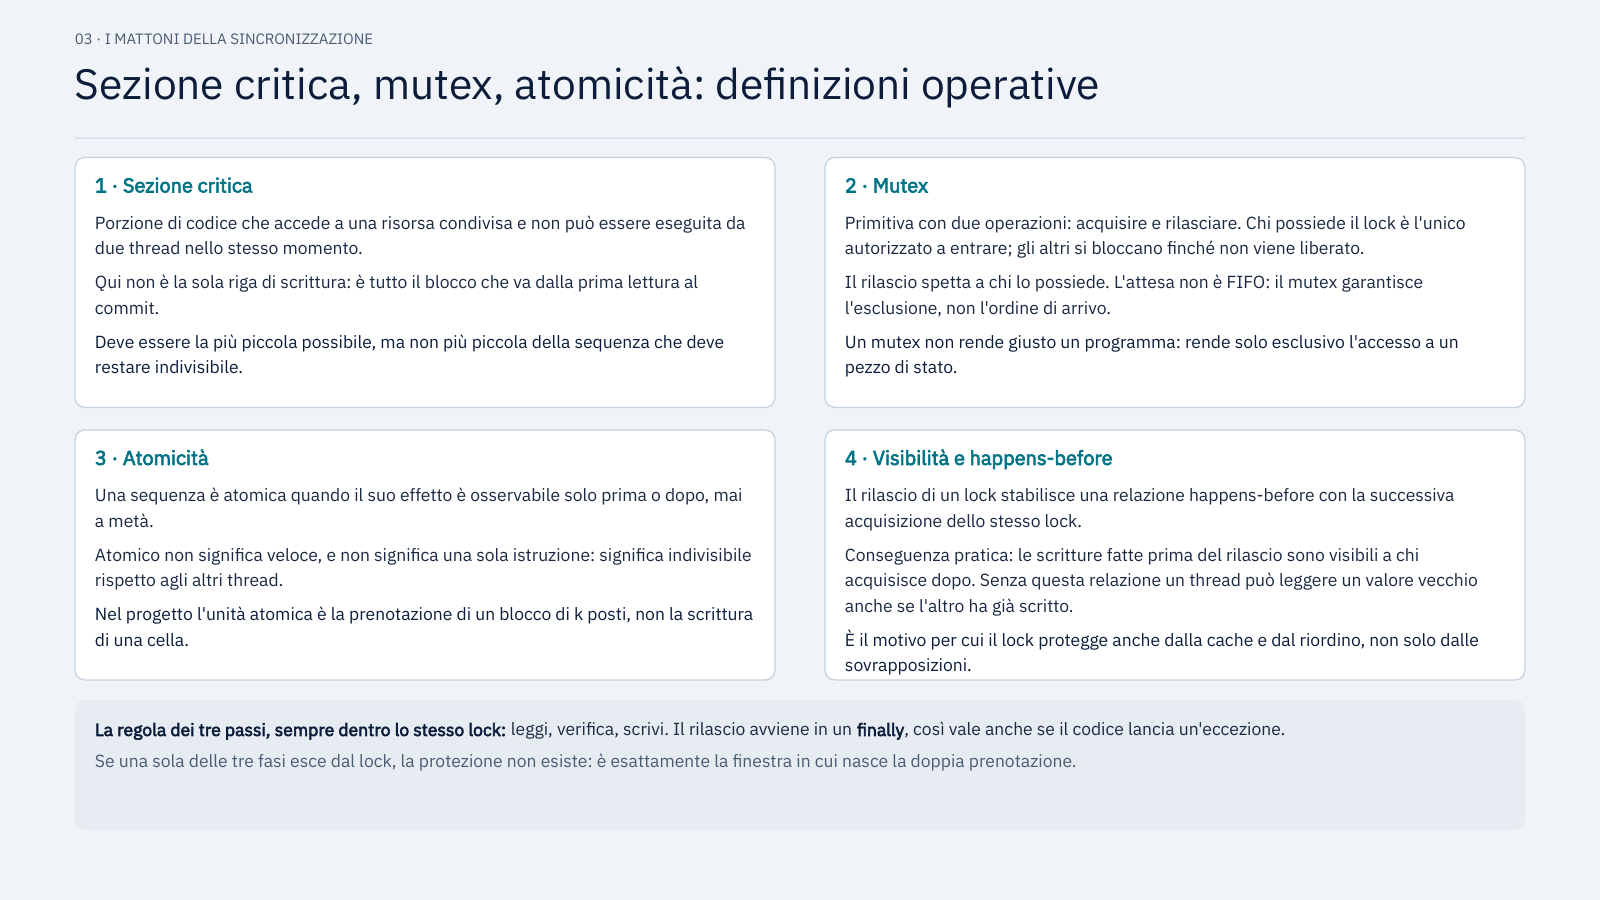 03 · I MATTONI DELLA SINCRONIZZAZIONE
Sezione critica, mutex, atomicità: definizioni operative
1 · Sezione critica
Porzione di codice che accede a una risorsa condivisa e non può essere eseguita da
due thread nello stesso momento.
Qui non è la sola riga di scrittura: è tutto il blocco che va dalla prima lettura al
commit.
Deve essere la più piccola possibile, ma non più piccola della sequenza che deve
restare indivisibile.
2 · Mutex
Primitiva con due operazioni: acquisire e rilasciare. Chi possiede il lock è l'unico
autorizzato a entrare; gli altri si bloccano finché non viene liberato.
Il rilascio spetta a chi lo possiede. L'attesa non è FIFO: il mutex garantisce
l'esclusione, non l'ordine di arrivo.
Un mutex non rende giusto un programma: rende solo esclusivo l'accesso a un
pezzo di stato.
3 · Atomicità
Una sequenza è atomica quando il suo effetto è osservabile solo prima o dopo, mai
a metà.
Atomico non significa veloce, e non significa una sola istruzione: significa indivisibile
rispetto agli altri thread.
Nel progetto l'unità atomica è la prenotazione di un blocco di k posti, non la scrittura
di una cella.
4 · Visibilità e happens-before
Il rilascio di un lock stabilisce una relazione happens-before con la successiva
acquisizione dello stesso lock.
Conseguenza pratica: le scritture fatte prima del rilascio sono visibili a chi
acquisisce dopo. Senza questa relazione un thread può leggere un valore vecchio
anche se l'altro ha già scritto.
È il motivo per cui il lock protegge anche dalla cache e dal riordino, non solo dalle
sovrapposizioni.
La regola dei tre passi, sempre dentro lo stesso lock: leggi, verifica, scrivi. Il rilascio avviene in un finally, così vale anche se il codice lancia un'eccezione.
Se una sola delle tre fasi esce dal lock, la protezione non esiste: è esattamente la finestra in cui nasce la doppia prenotazione.